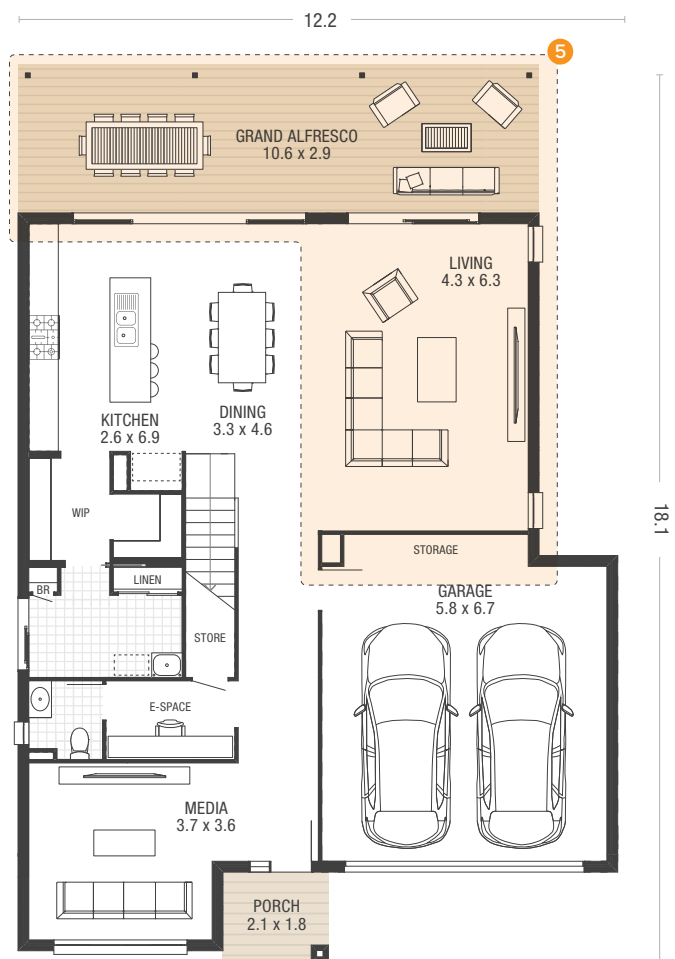 12.2
5
GRAND ALFRESCO
10.6 x 2.9
LIVING
4.3 x 6.3
KITCHEN
2.6 x 6.9
DINING
3.3 x 4.6
18.1
WIP
STORAGE
BR
LINEN
GARAGE
5.8 x 6.7
STORE
E-SPACE
MEDIA
3.7 x 3.6
PORCH
2.1 x 1.8